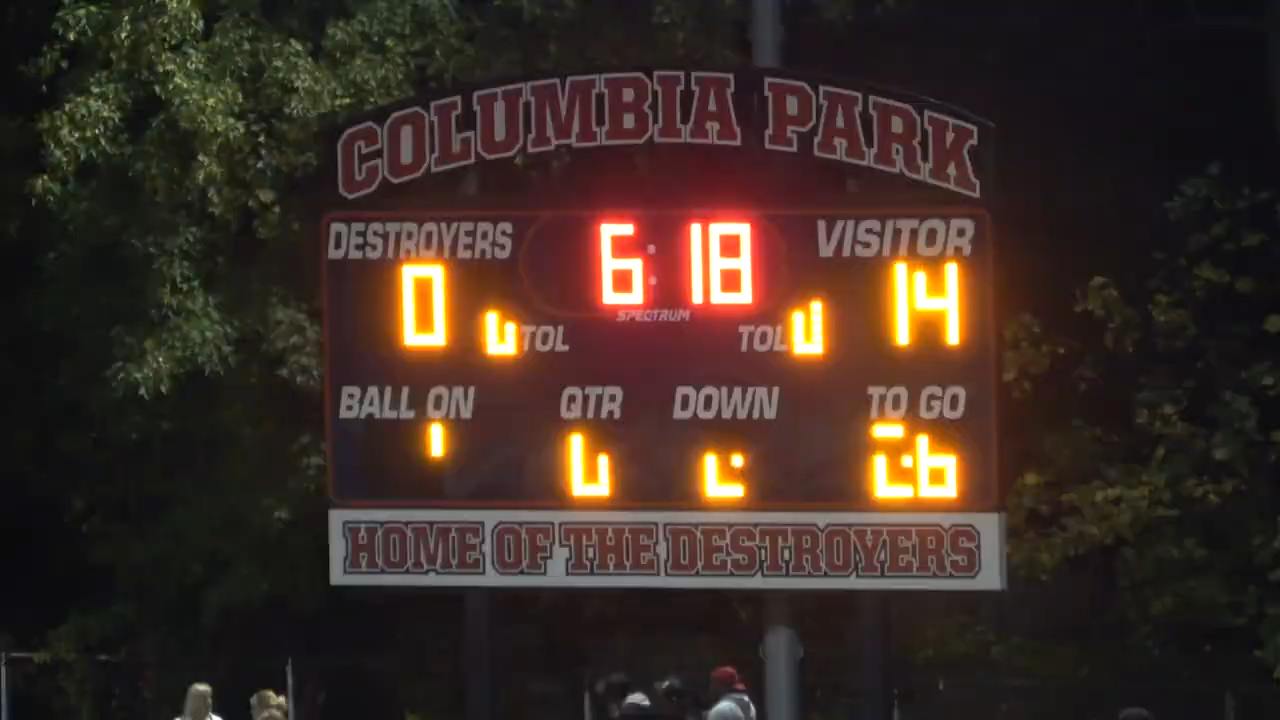 COLUMBIA PARK
DESTROYERS 6:18 VISITOR
0 TOL SPECTRUM TOL 14
BALL ON QTR DOWN TO GO
HOME OF THE DESTROYERS